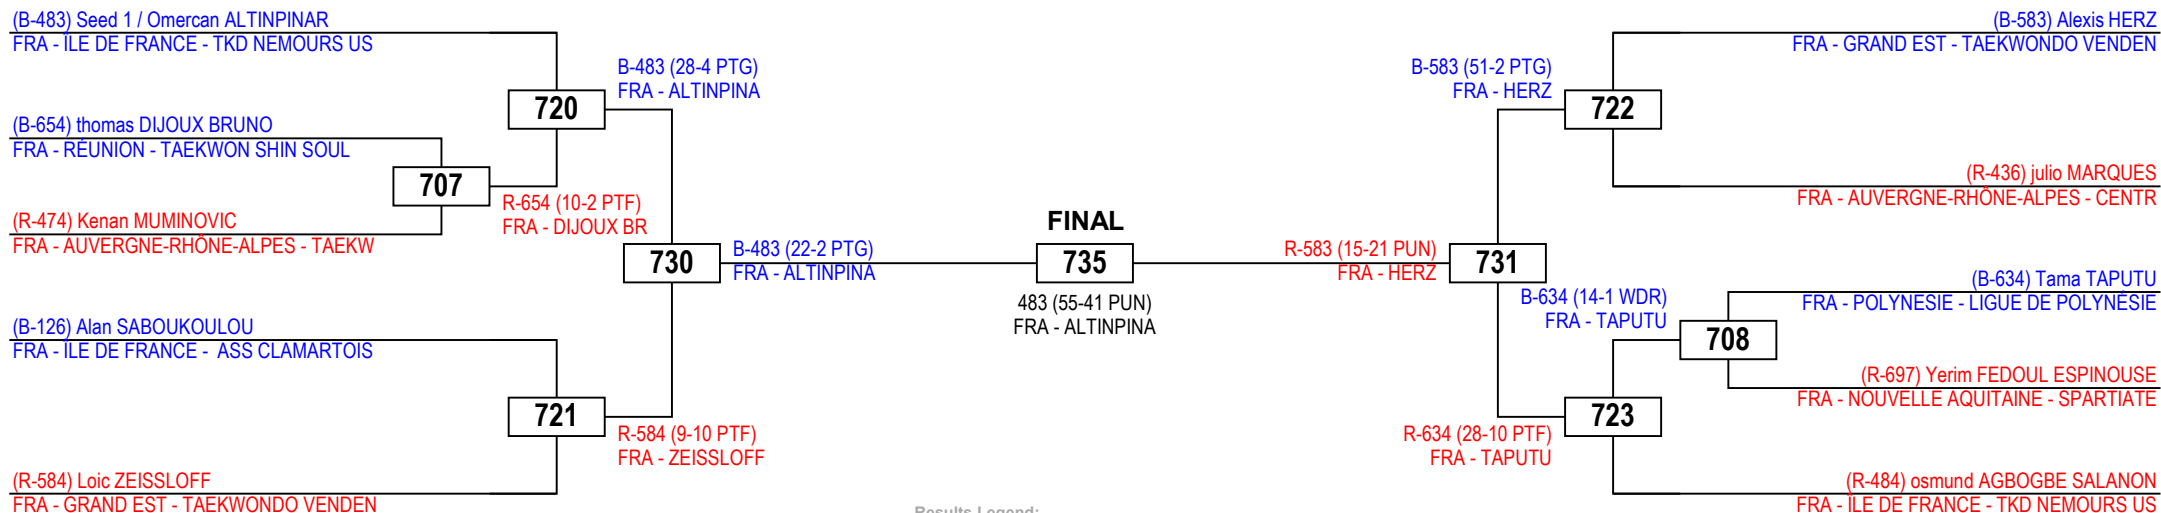 (B-483) Seed 1 / Omercan ALTINPINAR
FRA - ÎLE DE FRANCE - TKD NEMOURS US
(B-654) thomas DIJOUX BRUNO
FRA - RÉUNION - TAEKWON SHIN SOUL
(R-474) Kenan MUMINOVIC
FRA - AUVERGNE-RHÔNE-ALPES - TAEKW
(B-126) Alan SABOUKOULOU
FRA - ÎLE DE FRANCE -  ASS CLAMARTOIS
(R-584) Loic ZEISSLOFF
FRA - GRAND EST - TAEKWONDO VENDEN
707
R-654 (10-2 PTF)
FRA - DIJOUX BR
720
B-483 (28-4 PTG)
FRA - ALTINPINA
721
R-584 (9-10 PTF)
FRA - ZEISSLOFF
730
B-483 (22-2 PTG)
FRA - ALTINPINA
FINAL
735
483 (55-41 PUN)
FRA - ALTINPINA
R-583 (15-21 PUN)
FRA - HERZ
731
B-583 (51-2 PTG)
FRA - HERZ
722
R-634 (28-10 PTF)
FRA - TAPUTU
723
B-634 (14-1 WDR)
FRA - TAPUTU
708
(B-583) Alexis HERZ
FRA - GRAND EST - TAEKWONDO VENDEN
(R-436) julio MARQUES
FRA - AUVERGNE-RHÔNE-ALPES - CENTR
(B-634) Tama TAPUTU
FRA - POLYNESIE - LIGUE DE POLYNÉSIE
(R-697) Yerim FEDOUL ESPINOUSE
FRA - NOUVELLE AQUITAINE - SPARTIATE
(R-484) osmund AGBOGBE SALANON
FRA - ÎLE DE FRANCE - TKD NEMOURS US
Results Legend: